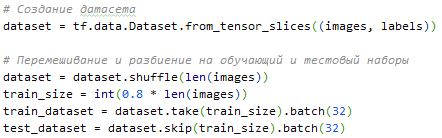 # Создание датасета
dataset = tf.data.Dataset.from_tensor_slices((images, labels))
# Перемешивание и разбиение на обучающий и тестовый наборы
dataset = dataset.shuffle(len(images))
train_size = int(0.8 * len(images))
train_dataset = dataset.take(train_size).batch(32)
test_dataset = dataset.skip(train_size).batch(32)